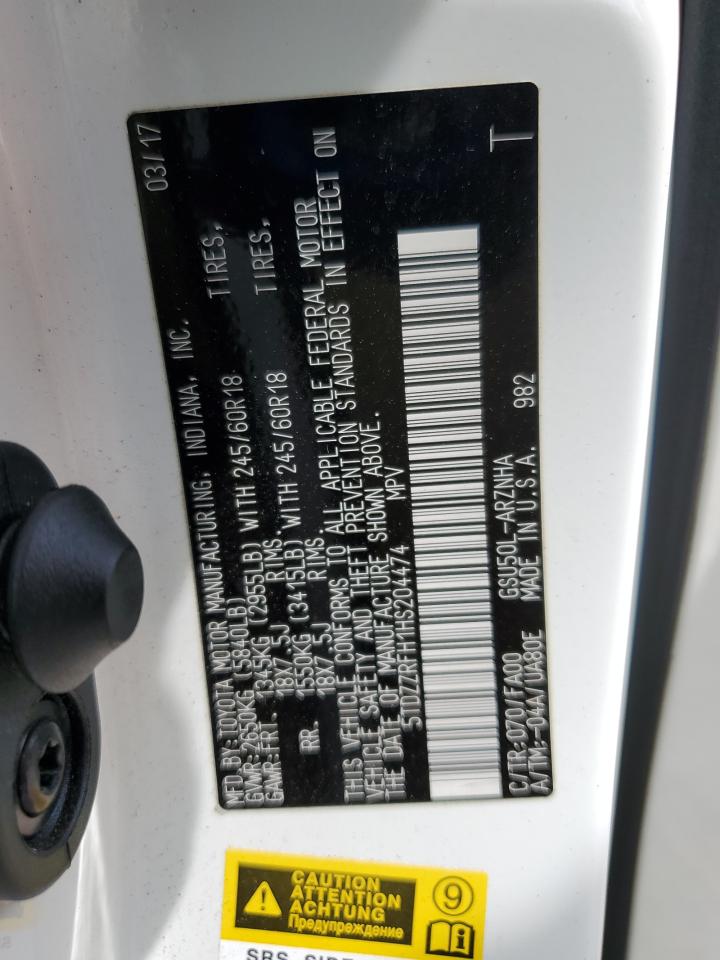 MFD. BY: TOYOTA MOTOR MANUFACTURING, INDIANA, INC. 03/17
GVWR: 2650KG (5840LB)
GAWR: FRT. 1345KG (2955LB) WITH 245/60R18 TIRES,
18X7.5J RIMS.
RR. 1550KG (3415LB) WITH 245/60R18 TIRES,
18X7.5J RIMS.
THIS VEHICLE CONFORMS TO ALL APPLICABLE FEDERAL MOTOR
VEHICLE SAFETY AND THEFT PREVENTION STANDARDS IN EFFECT ON
THE DATE OF MANUFACTURE SHOWN ABOVE.
5TDZZRFH1HS204474 MPV
T
C/TR:070/FA00 GSU50L-ARZNHA
A/TM:-04A/UA80E MADE IN U.S.A. 982
CAUTION
ATTENTION
ACHTUNG
Предупреждение
9
i